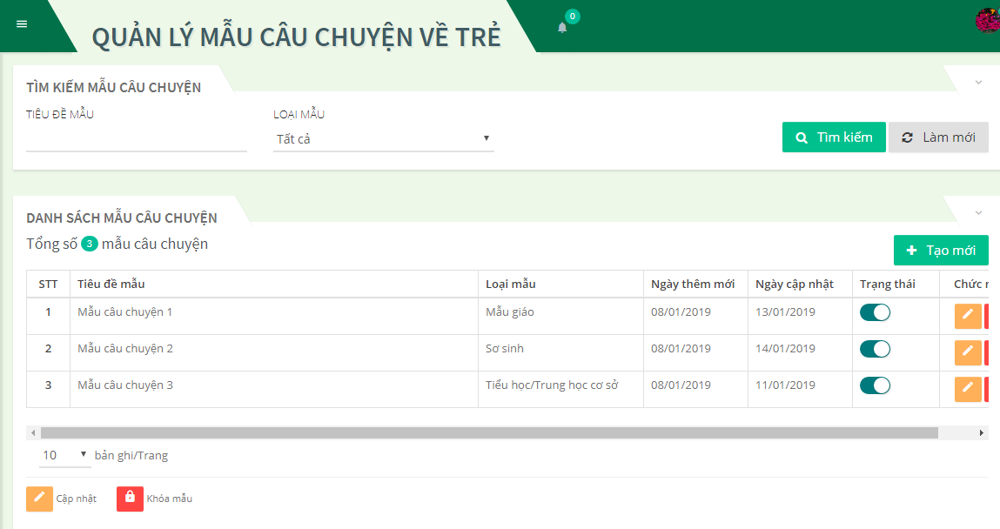 QUẢN LÝ MẪU CÂU CHUYỆN VỀ TRẺ
0
TÌM KIẾM MẪU CÂU CHUYỆN
TIÊU ĐỀ MẪU LOẠI MẪU
Tất cả
Tìm kiếm Làm mới
DANH SÁCH MẪU CÂU CHUYỆN
Tổng số 3 mẫu câu chuyện
Tạo mới
STT Tiêu đề mẫu Loại mẫu Ngày thêm mới Ngày cập nhật Trạng thái Chức
1 Mẫu câu chuyện 1 Mẫu giáo 08/01/2019 13/01/2019
2 Mẫu câu chuyện 2 Sơ sinh 08/01/2019 14/01/2019
3 Mẫu câu chuyện 3 Tiểu học/Trung học cơ sở 08/01/2019 11/01/2019
10 bản ghi/Trang
Cập nhật Khóa mẫu